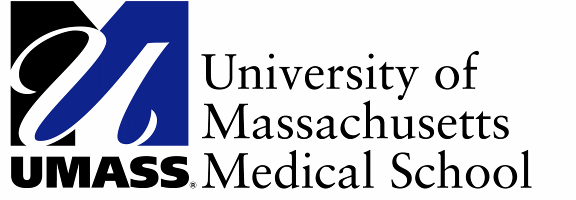 University of
Massachusetts
Medical School
UMASS®